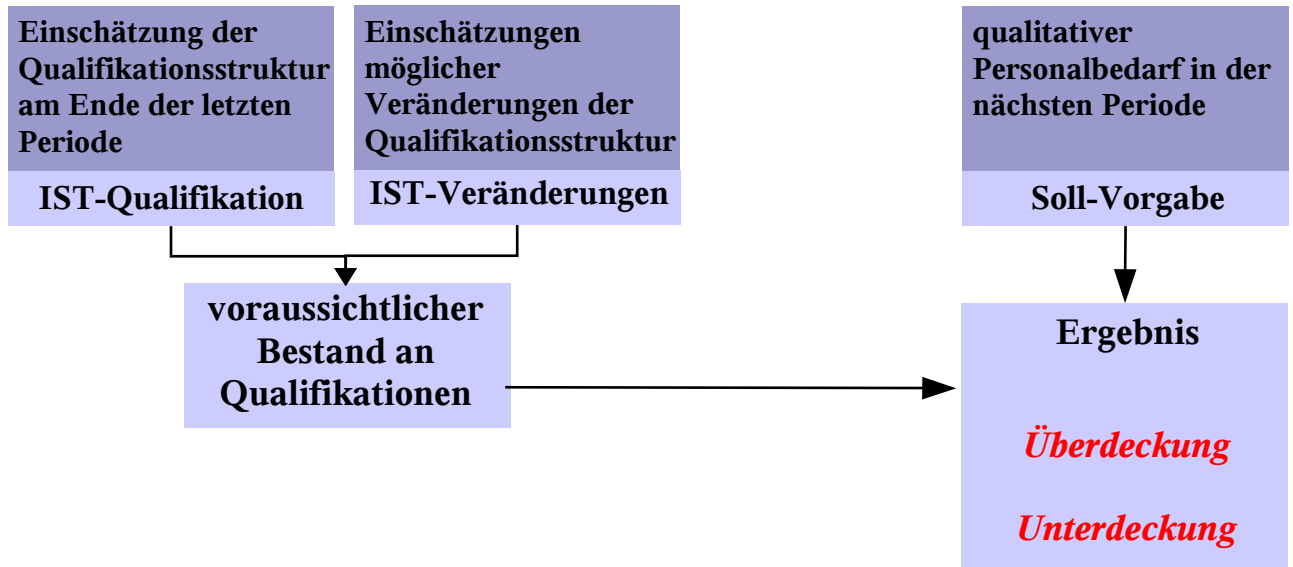 Einschätzung der
Qualifikationsstruktur
am Ende der letzten
Periode
IST-Qualifikation
Einschätzungen
möglicher
Veränderungen der
Qualifikationsstruktur
IST-Veränderungen
qualitativer
Personalbedarf in der
nächsten Periode
Soll-Vorgabe
voraussichtlicher
Bestand an
Qualifikationen
Ergebnis
Überdeckung
Unterdeckung